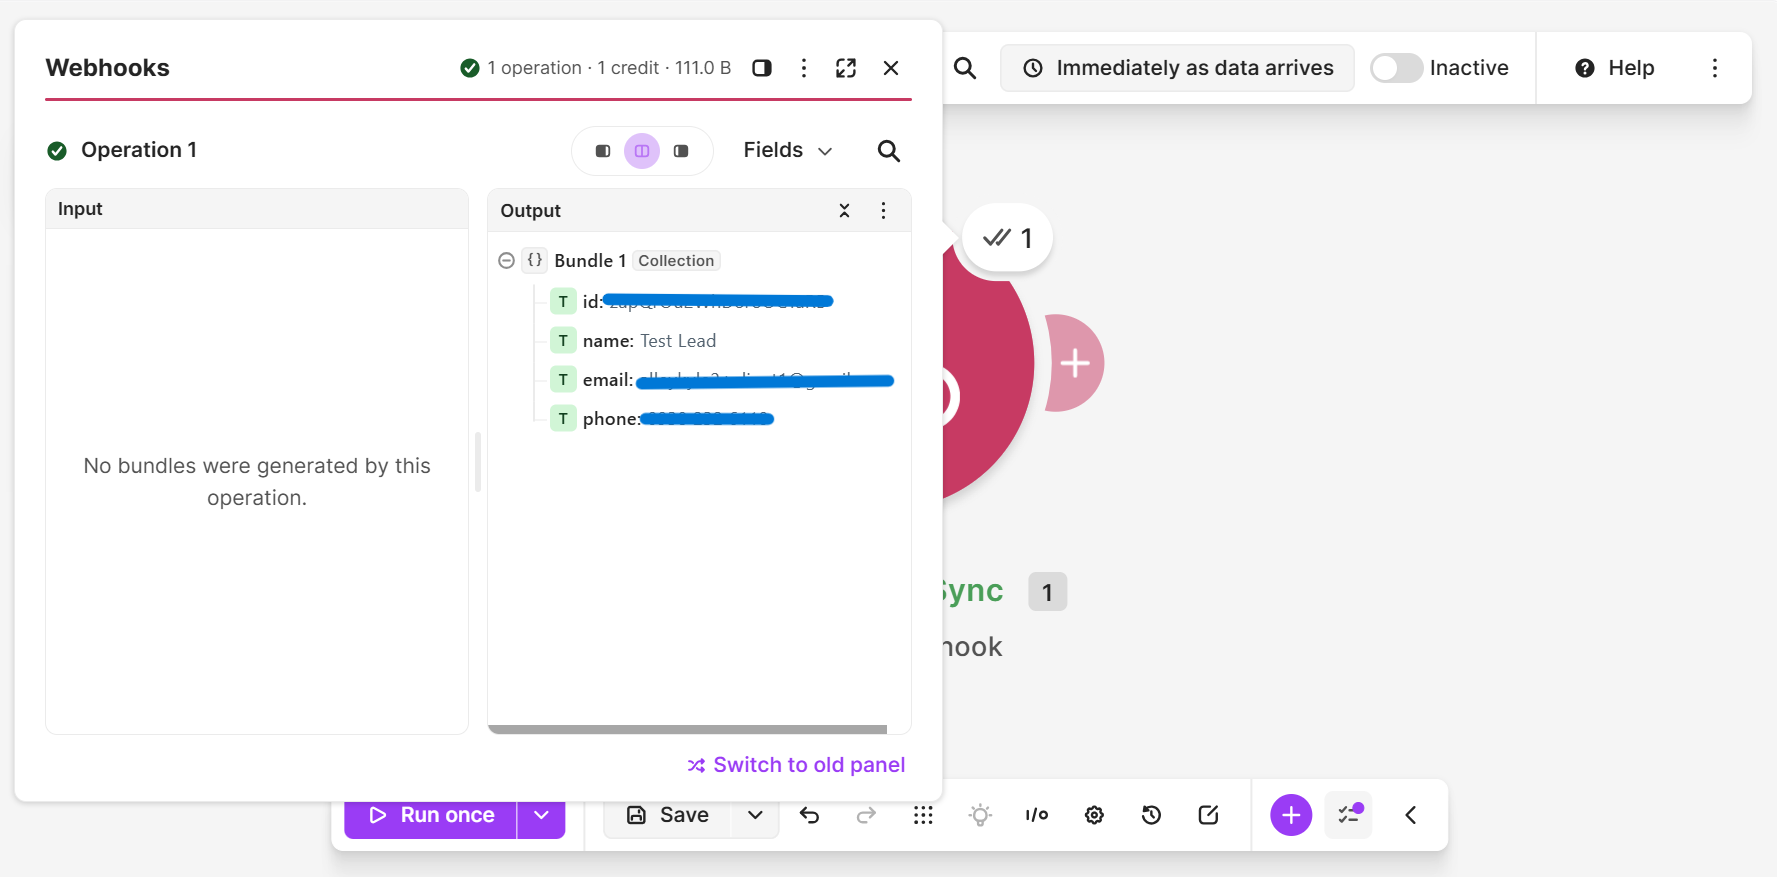 Webhooks
1 operation · 1 credit · 111.0 B
Immediately as data arrives
Inactive
Help
Operation 1
Fields
Input
Output
No bundles were generated by this
operation.
{} Bundle 1 Collection
T id:
T name: Test Lead
T email:
T phone:
1
Sync 1
hook
Switch to old panel
Run once
Save